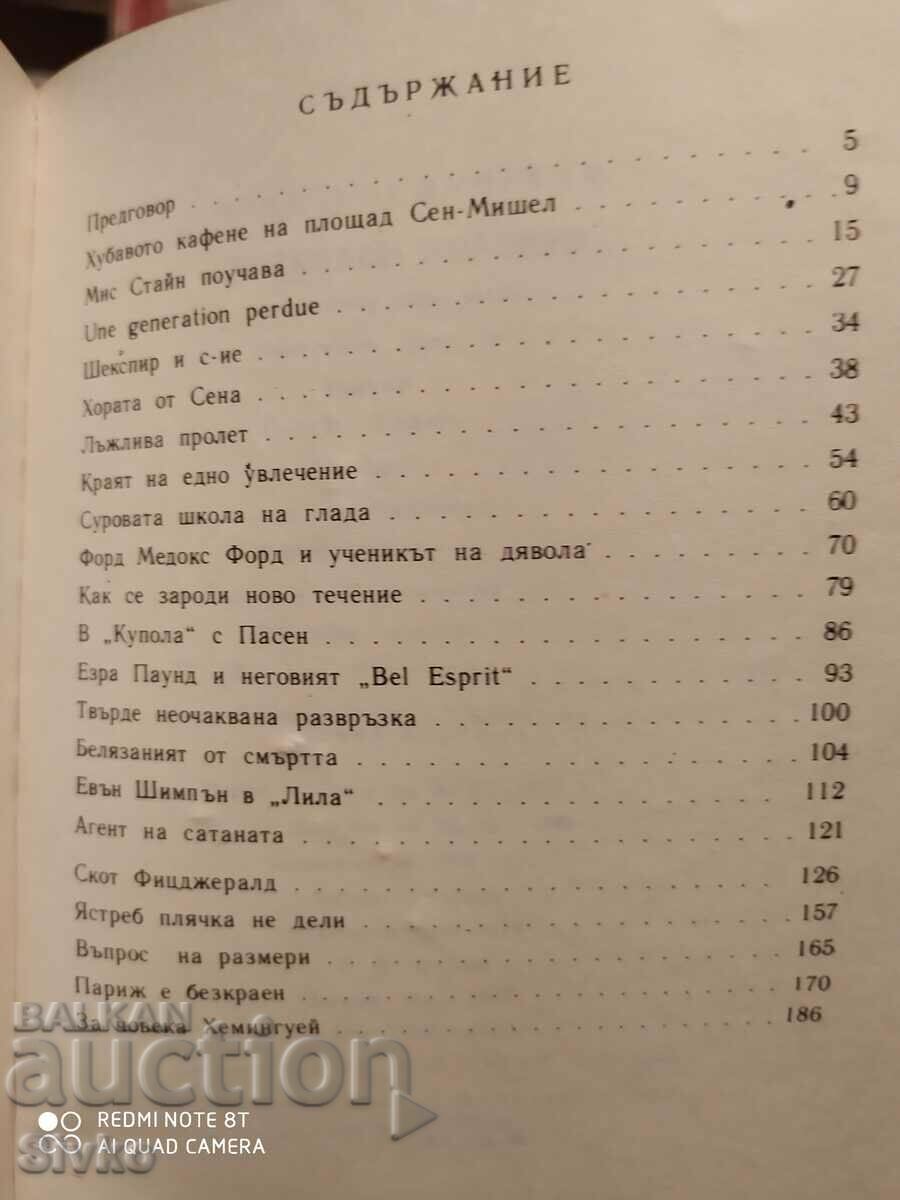 СЪДЪРЖАНИЕ
Предговор . . . . . . . . . . . . . . . . 5
Хубавото кафене на площад Сен-Мишел . . . . . . 9
Мис Стайн поучава . . . . . . . . . . . . . . 15
Une generation perdue . . . . . . . . . . . . . 27
Шекспир и с-ие . . . . . . . . . . . . . . . 34
Хората от Сена . . . . . . . . . . . . . . . 38
Лъжлива пролет . . . . . . . . . . . . . . . 43
Краят на едно увлечение . . . . . . . . . . . . 54
Суровата школа на глада . . . . . . . . . . . . 60
Форд Медокс Форд и ученикът на дявола . . . . . . 70
Как се зароди ново течение . . . . . . . . . . . 79
В „Купола“ с Пасен . . . . . . . . . . . . . . 86
Езра Паунд и неговият „Bel Esprit“ . . . . . . . . 93
Твърде неочаквана развръзка . . . . . . . . . . 100
Белязаният от смъртта . . . . . . . . . . . . . 104
Евън Шимпън в „Лила“ . . . . . . . . . . . . . 112
Агент на сатаната . . . . . . . . . . . . . . 121
Скот Фицджералд . . . . . . . . . . . . . . . 126
Ястреб плячка не дели . . . . . . . . . . . . . 157
Въпрос на размери . . . . . . . . . . . . . . 165
Париж е безкраен . . . . . . . . . . . . . . . 170
За човека Хемингуей . . . . . . . . . . . . . . 186
BALKAN
auction
REDMI NOTE 8T
AI QUAD CAMERA
Sivko